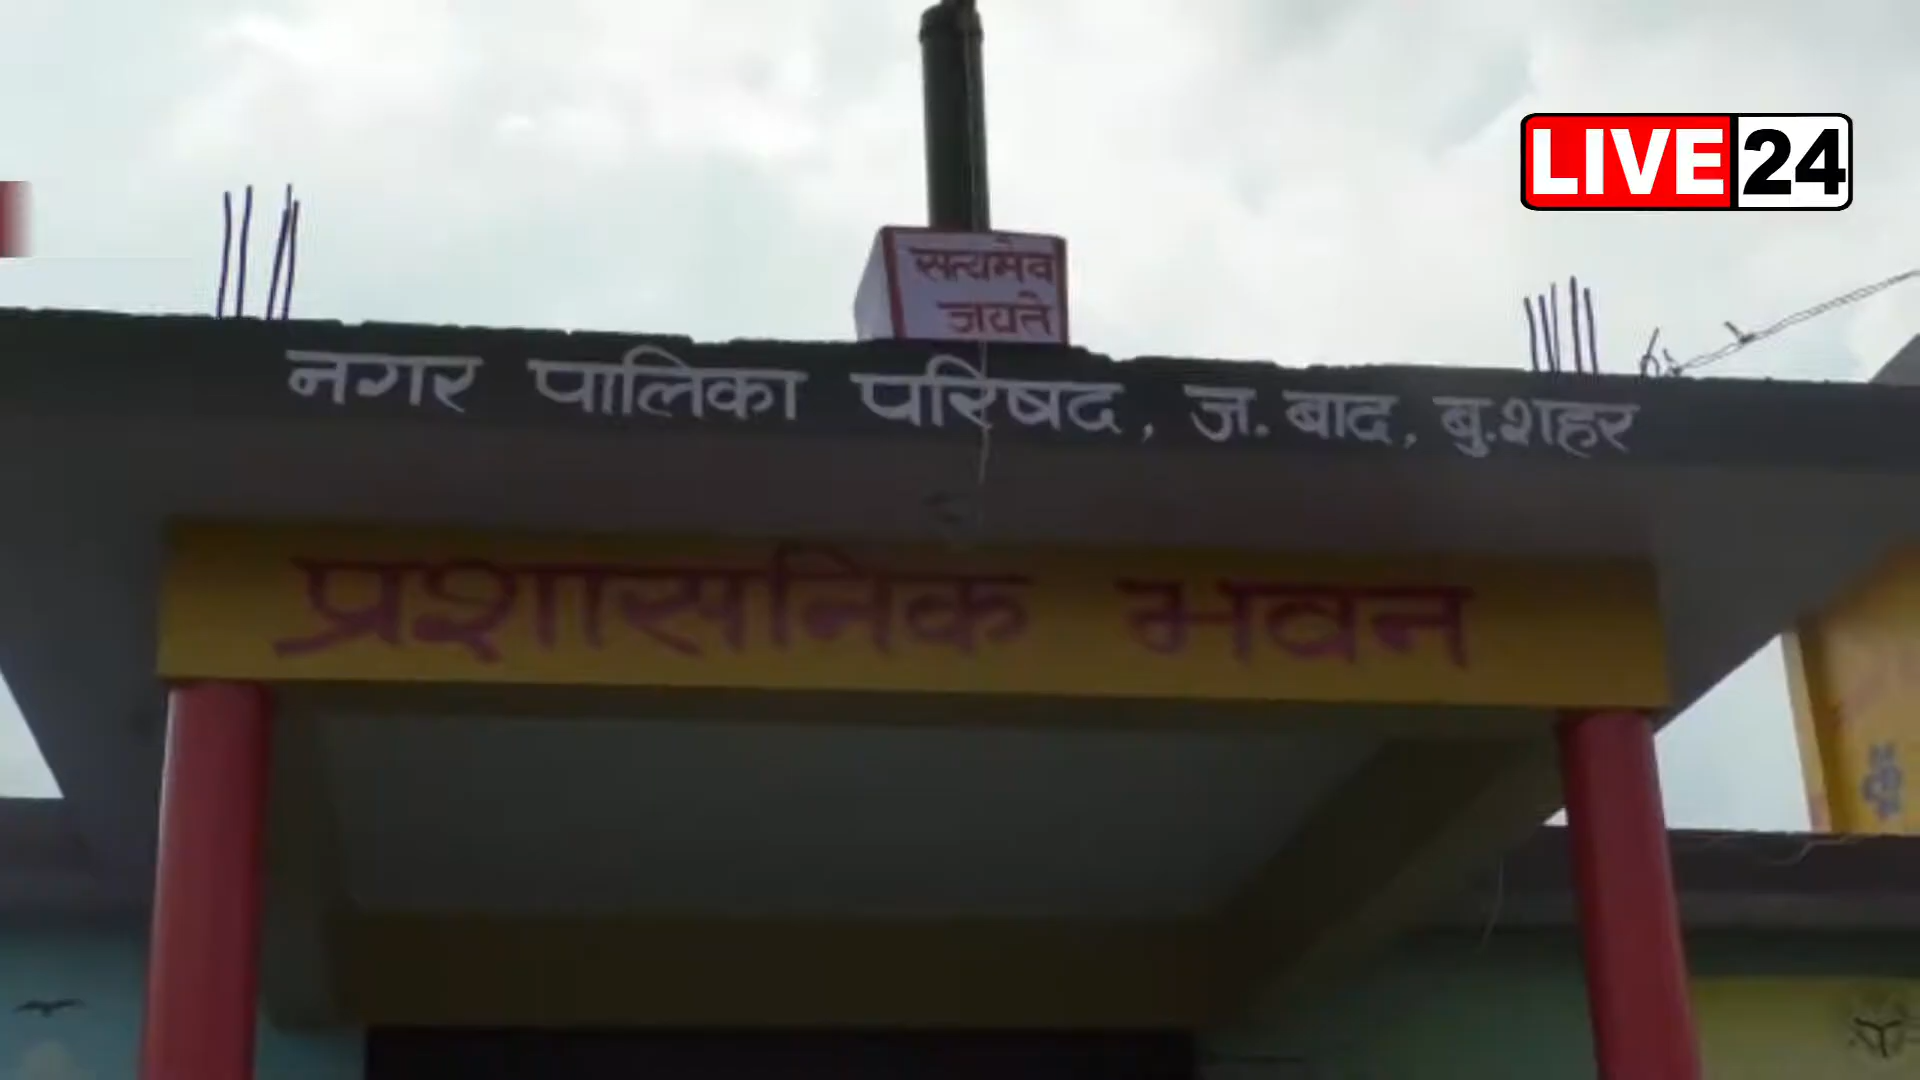 LIVE24
सत्यमेव
जयते
नगर पालिका परिषद, ज. बाद, बु.शहर
प्रशासनिक भवन